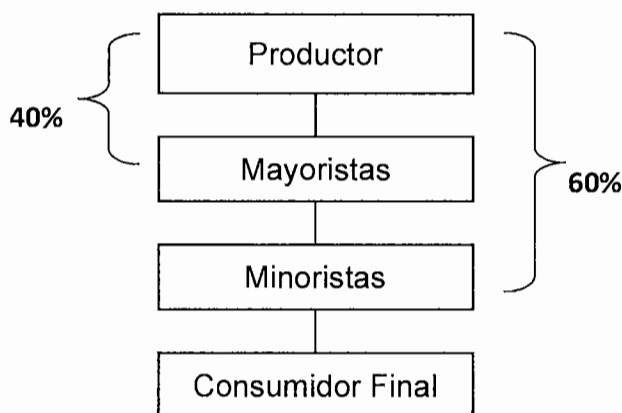 Productor
40%
Mayoristas
60%
Minoristas
Consumidor Final